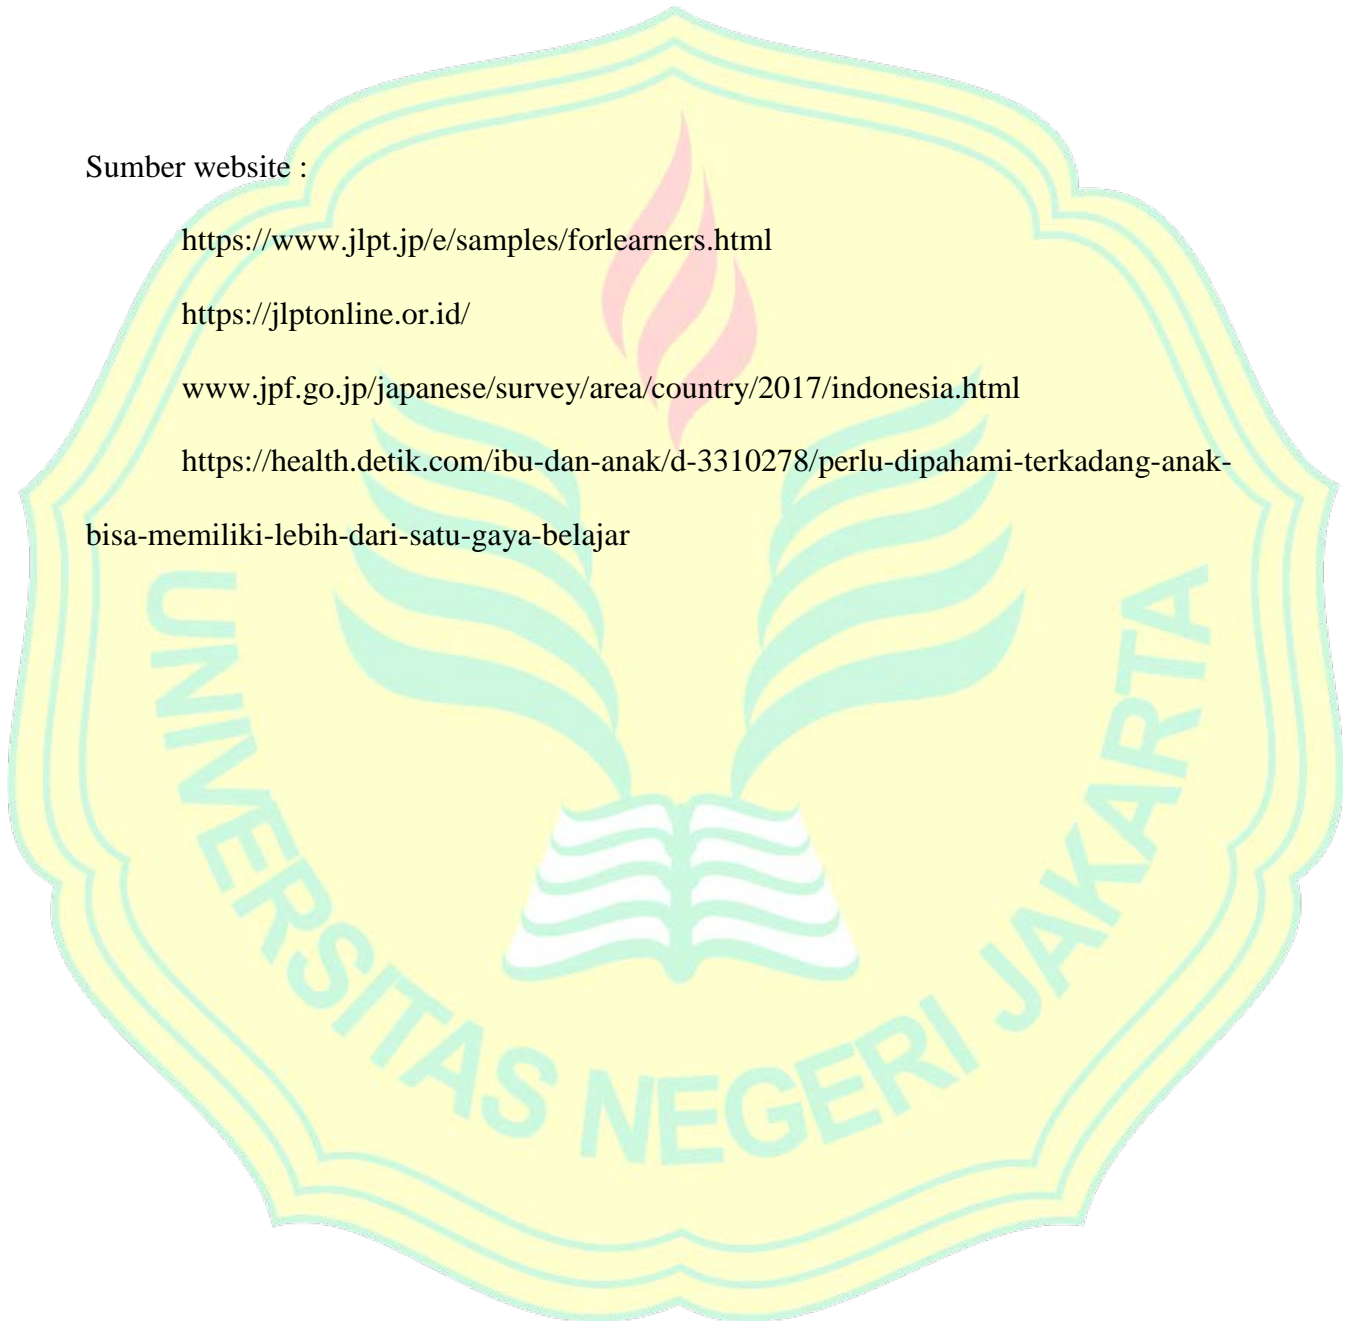 Sumber website :
https://www.jlpt.jp/e/samples/forlearners.html
https://jlptonline.or.id/
www.jpf.go.jp/japanese/survey/area/country/2017/indonesia.html
https://health.detik.com/ibu-dan-anak/d-3310278/perlu-dipahami-terkadang-anak-
bisa-memiliki-lebih-dari-satu-gaya-belajar
UNIVERSITAS NEGERI JAKARTA